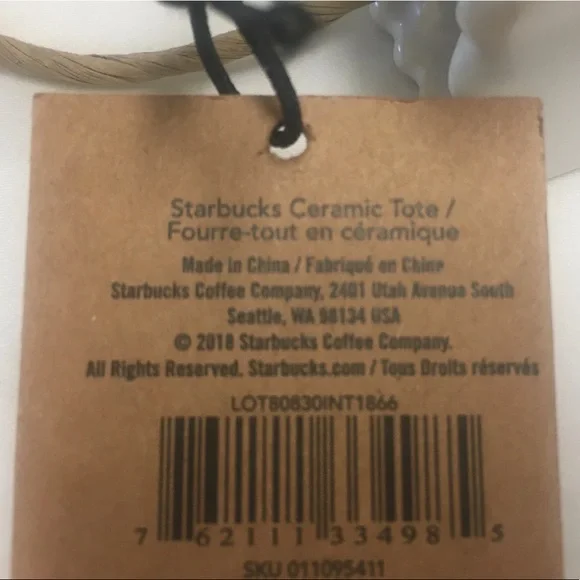 Starbucks Ceramic Tote /
Fourre-tout en céramique
Made in China / Fabriqué en Chine
Starbucks Coffee Company, 2401 Utah Avenue South
Seattle, WA 98134 USA
© 2018 Starbucks Coffee Company.
All Rights Reserved. Starbucks.com / Tous Droits réservés
LOT80830INT1866
7 62111 33498 5
SKU 011095411